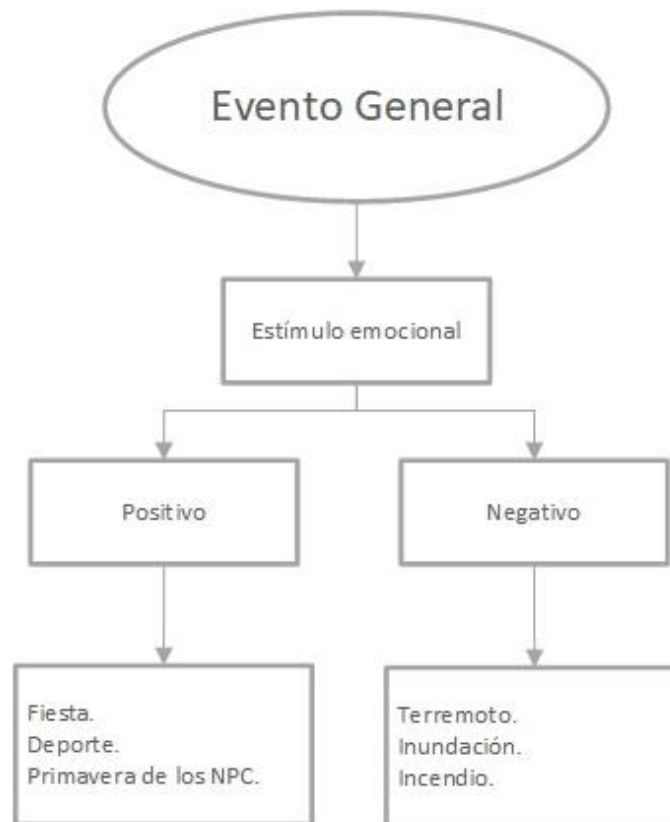 Evento General
Estímulo emocional
Positivo
Negativo
Fiesta.
Deporte.
Primavera de los NPC.
Terremoto.
Inundación.
Incendio.